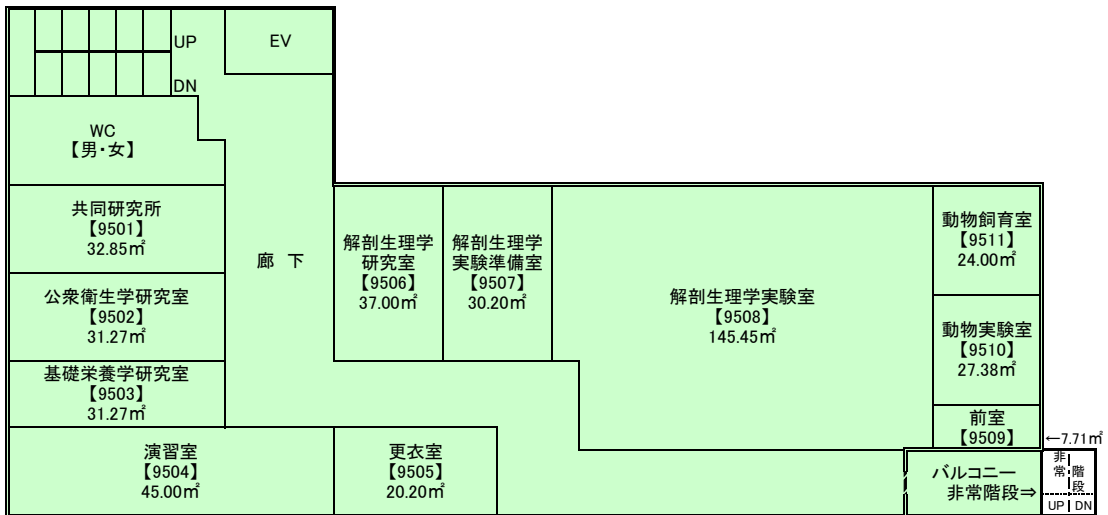 UP
EV
DN
WC
【男・女】
共同研究所
【9501】
32.85㎡
公衆衛生学研究室
【9502】
31.27㎡
基礎栄養学研究室
【9503】
31.27㎡
演習室
【9504】
45.00㎡
更衣室
【9505】
20.20㎡
廊 下
解剖生理学
研究室
【9506】
37.00㎡
解剖生理学
実験準備室
【9507】
30.20㎡
解剖生理学実験室
【9508】
145.45㎡
動物飼育室
【9511】
24.00㎡
動物実験室
【9510】
27.38㎡
前室
【9509】
←7.71㎡
バルコニー
非常階段⇒
非常
階段
UP
DN